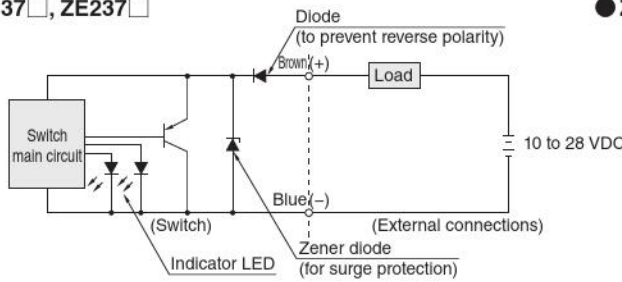 37□, ZE237□
Diode
(to prevent reverse polarity)
Brown (+)
Load
Switch
main circuit
10 to 28 VDC
Blue (−)
(Switch)
(External connections)
Zener diode
Indicator LED
(for surge protection)